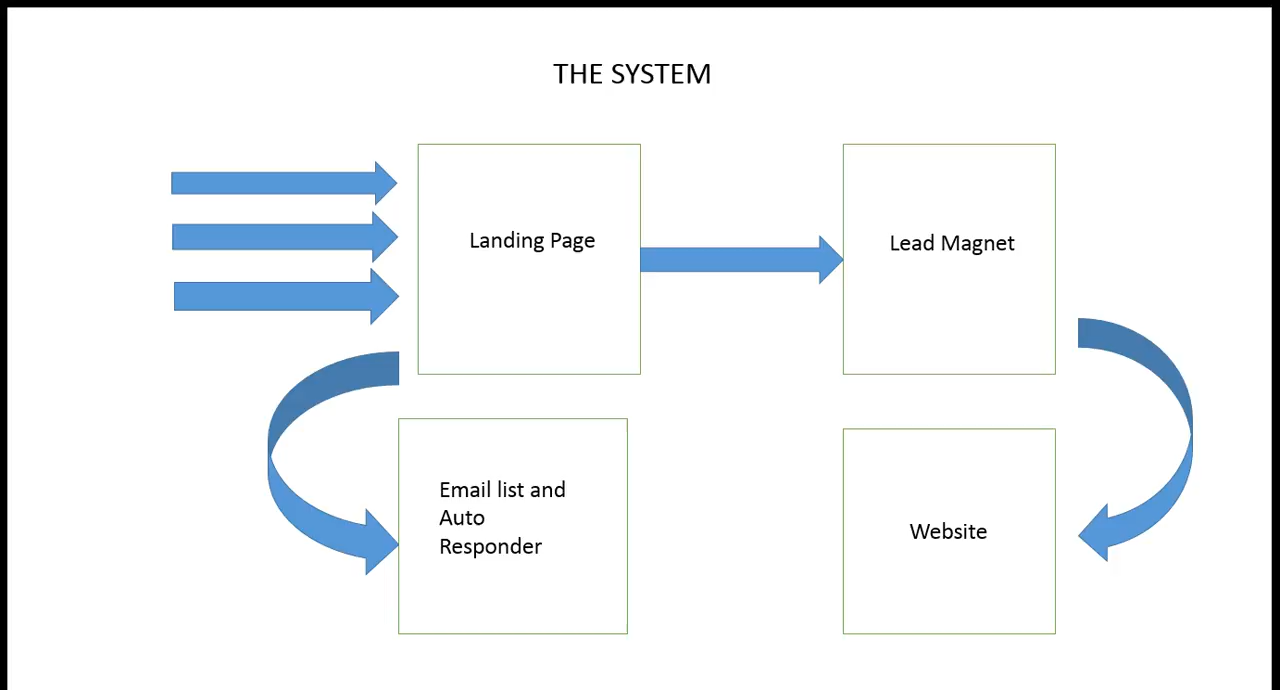 THE SYSTEM
Landing Page
Lead Magnet
Email list and
Auto
Responder
Website